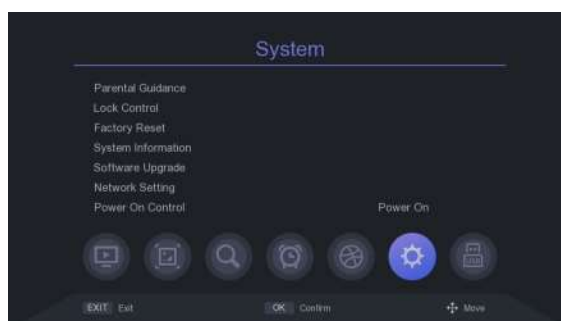 System
Parental Guidance
Lock Control
Factory Reset
System Information
Software Upgrade
Network Setting
Power On Control Power On
USB
EXIT Exit OK Confirm Move